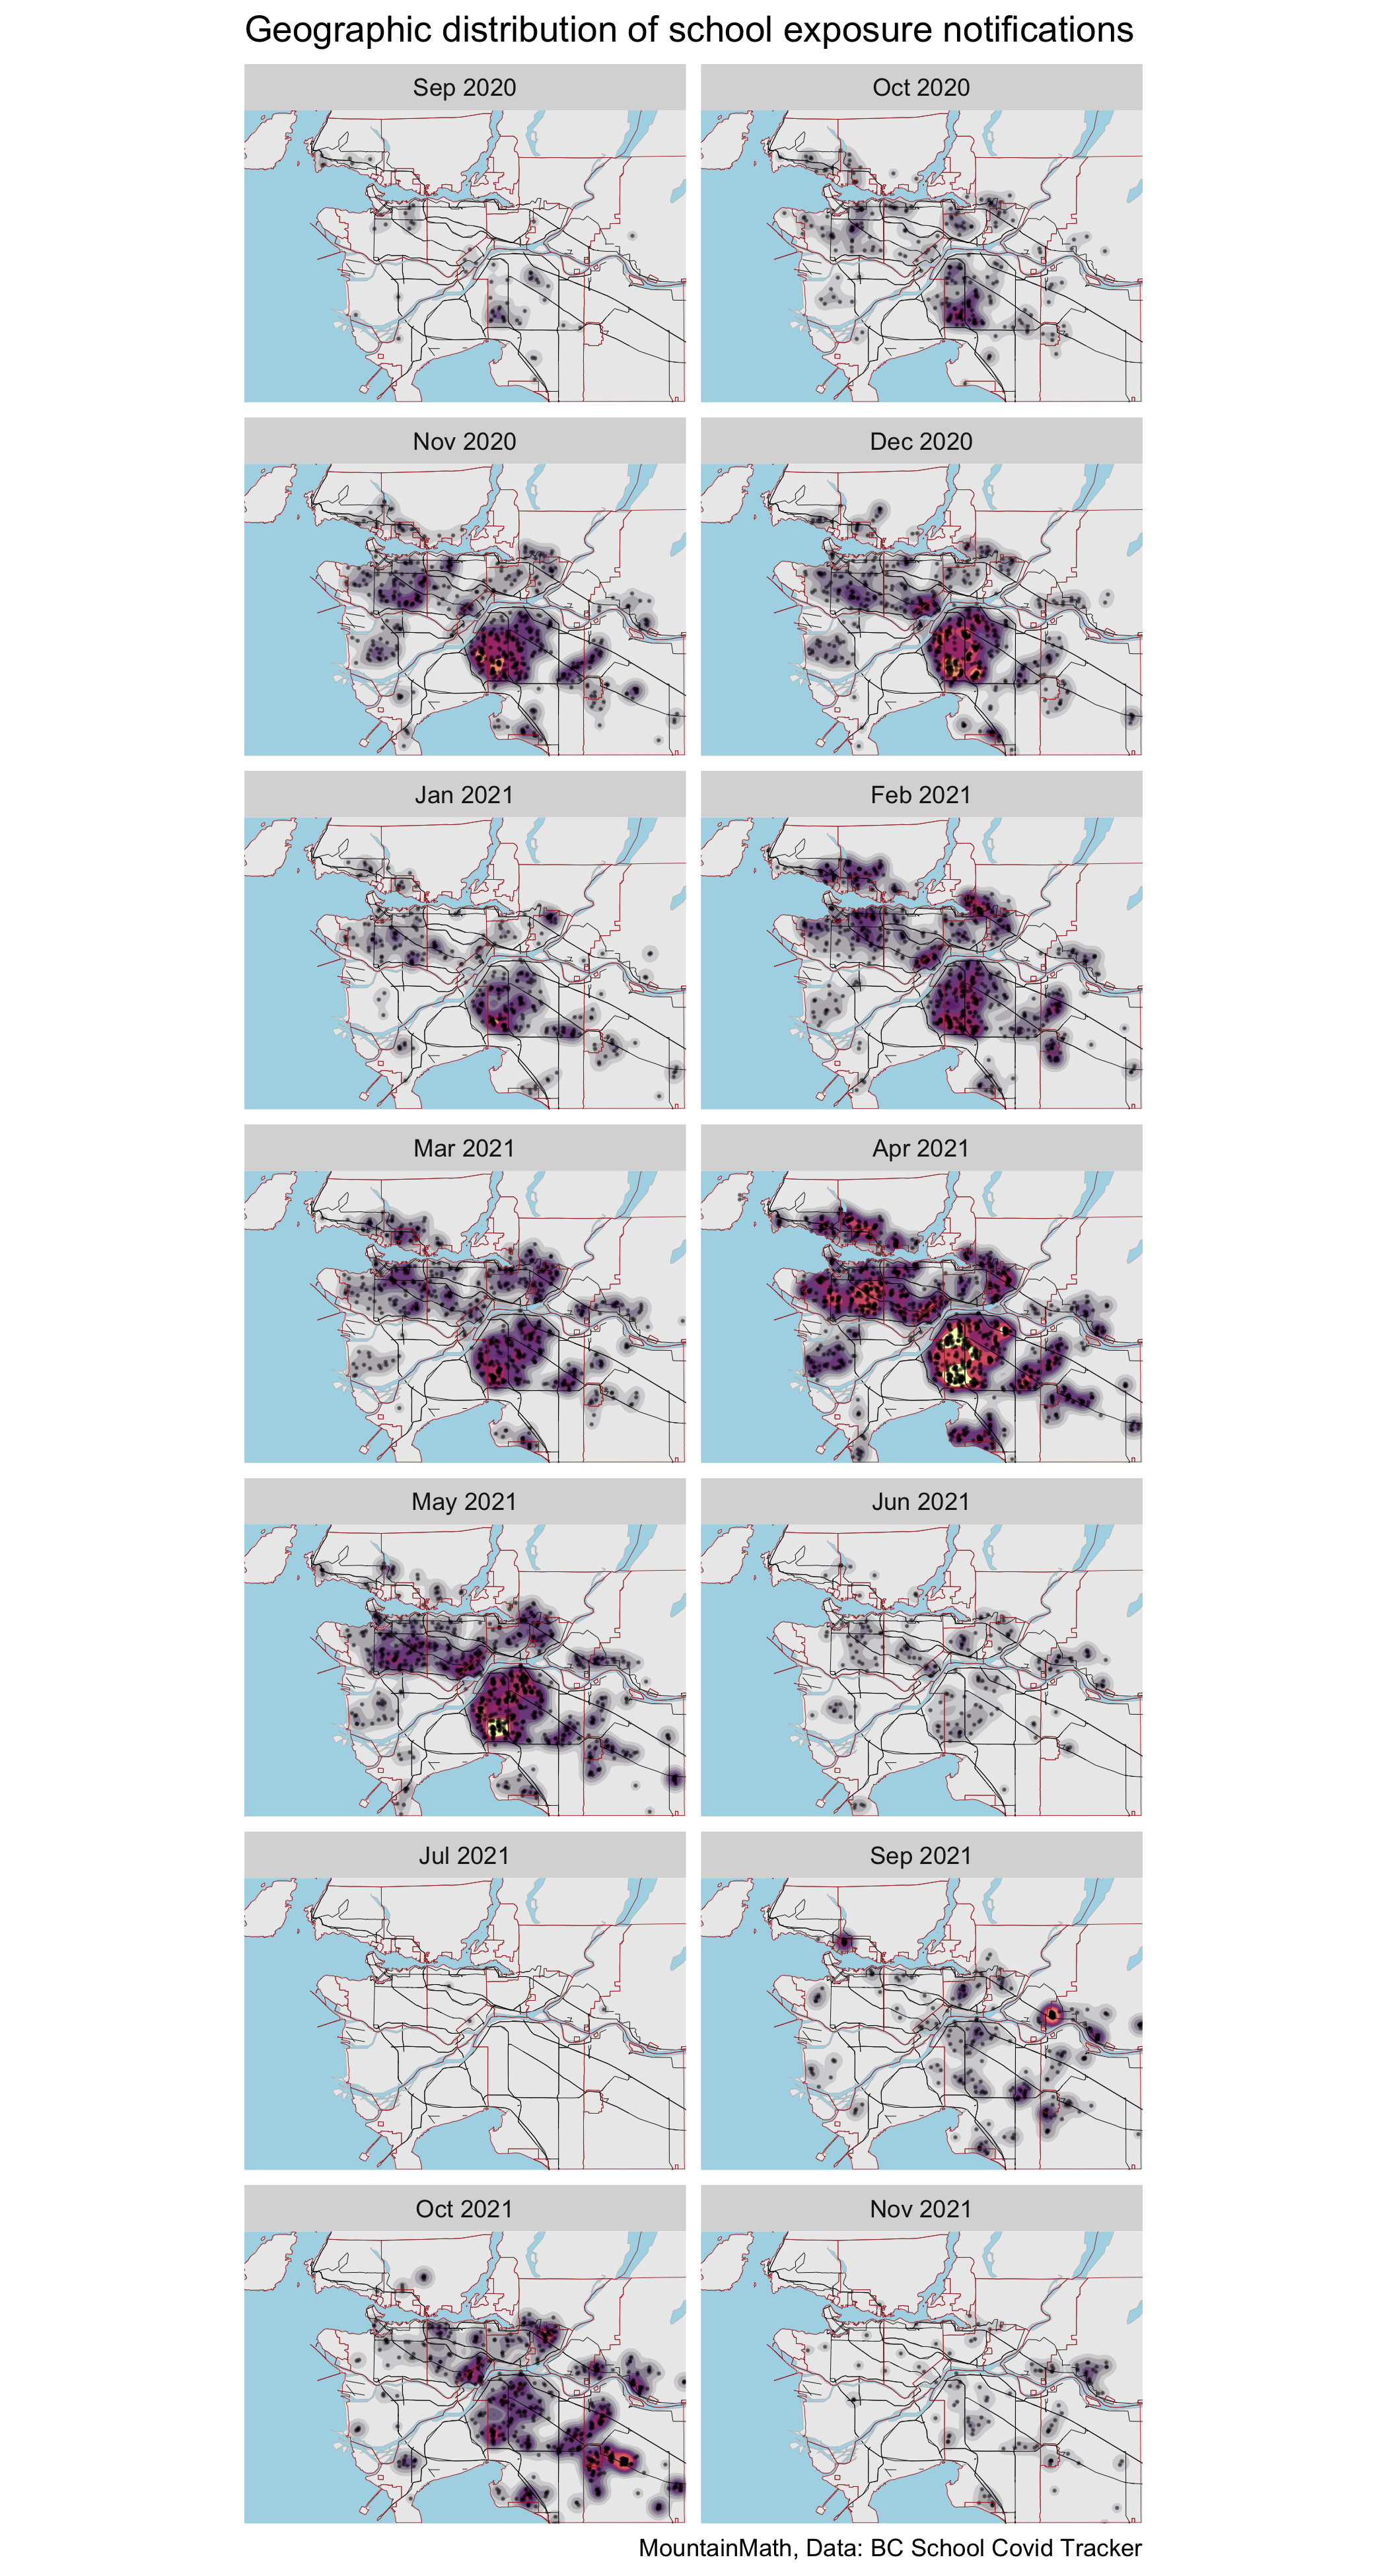 Geographic distribution of school exposure notifications
Sep 2020
Oct 2020
Nov 2020
Dec 2020
Jan 2021
Feb 2021
Mar 2021
Apr 2021
May 2021
Jun 2021
Jul 2021
Sep 2021
Oct 2021
Nov 2021
MountainMath, Data: BC School Covid Tracker